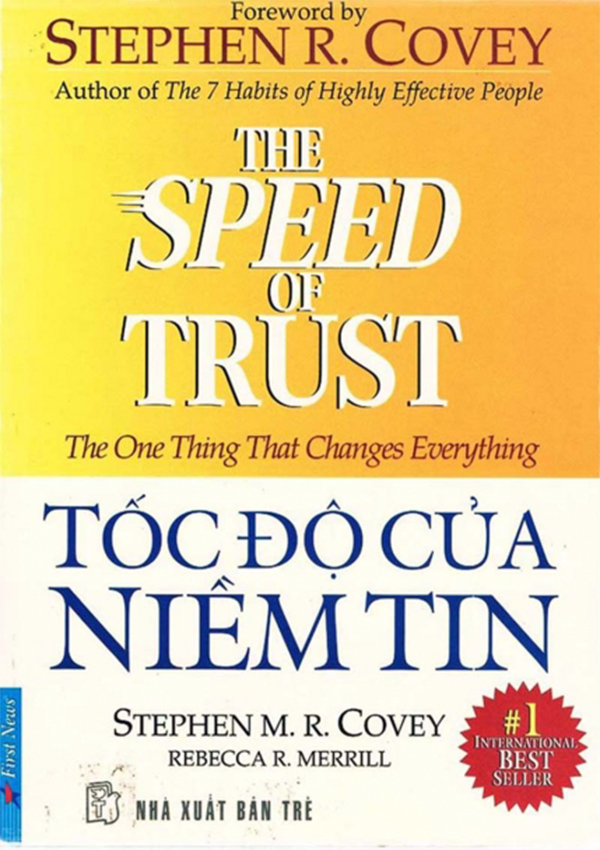 Foreword by
STEPHEN R. COVEY
Author of The 7 Habits of Highly Effective People
THE
SPEED
OF
TRUST
The One Thing That Changes Everything
TỐC ĐỘ CỦA
NIỀM TIN
STEPHEN M. R. COVEY
REBECCA R. MERRILL
#1
INTERNATIONAL
BEST
SELLER
First News
NHÀ XUẤT BẢN TRẺ